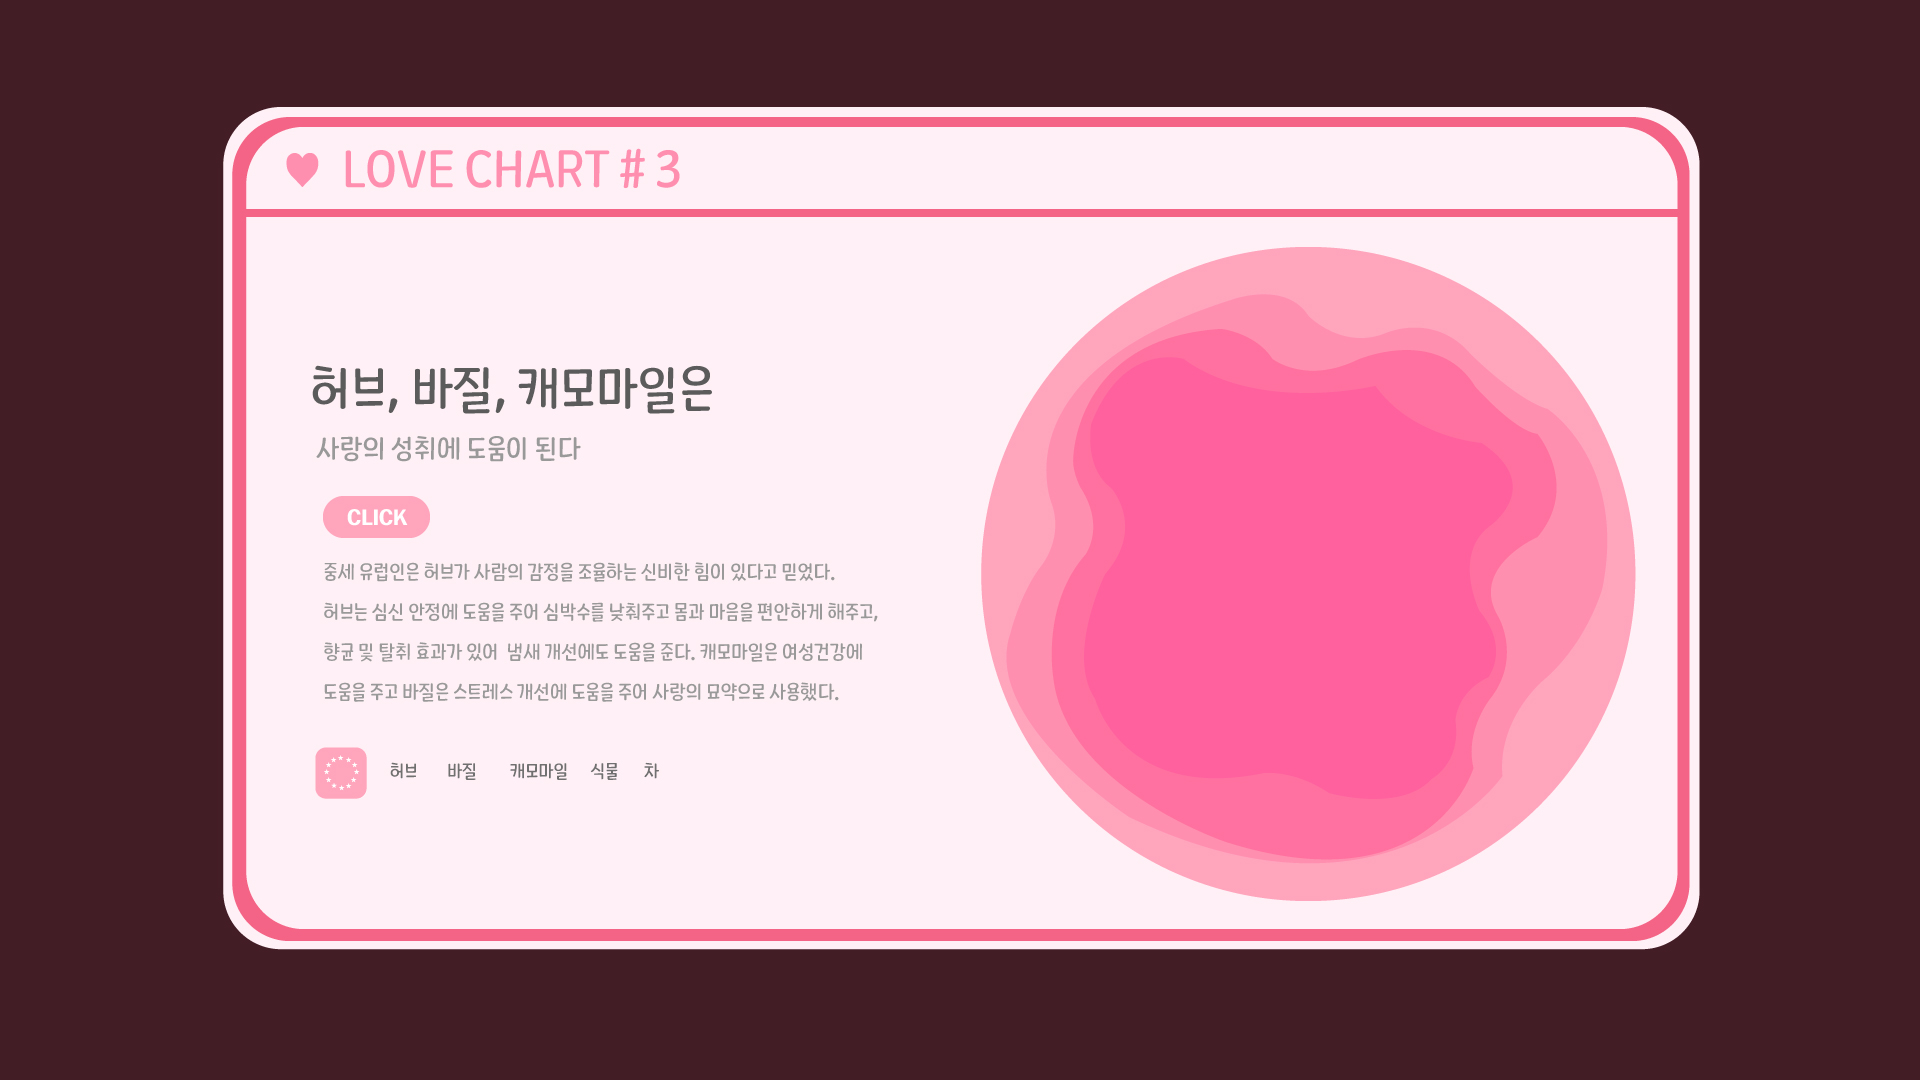 LOVE CHART # 3
허브, 바질, 캐모마일은
사랑의 성취에 도움이 된다
CLICK
중세 유럽인은 허브가 사람의 감정을 조율하는 신비한 힘이 있다고 믿었다.
허브는 심신 안정에 도움을 주어 심박수를 낮춰주고 몸과 마음을 편안하게 해주고,
향균 및 탈취 효과가 있어 냄새 개선에도 도움을 준다. 캐모마일은 여성건강에
도움을 주고 바질은 스트레스 개선에 도움을 주어 사랑의 묘약으로 사용했다.
허브 바질 캐모마일 식물 차